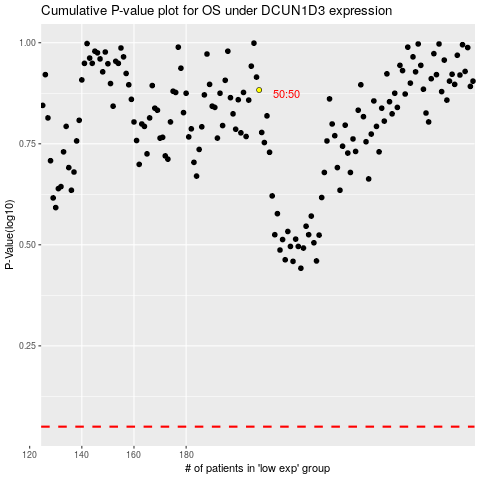 Cumulative P-value plot for OS under DCUN1D3 expression
P-Value(log10)
1.00
0.75
0.50
0.25
50:50
120 140 160 180
# of patients in 'low exp' group